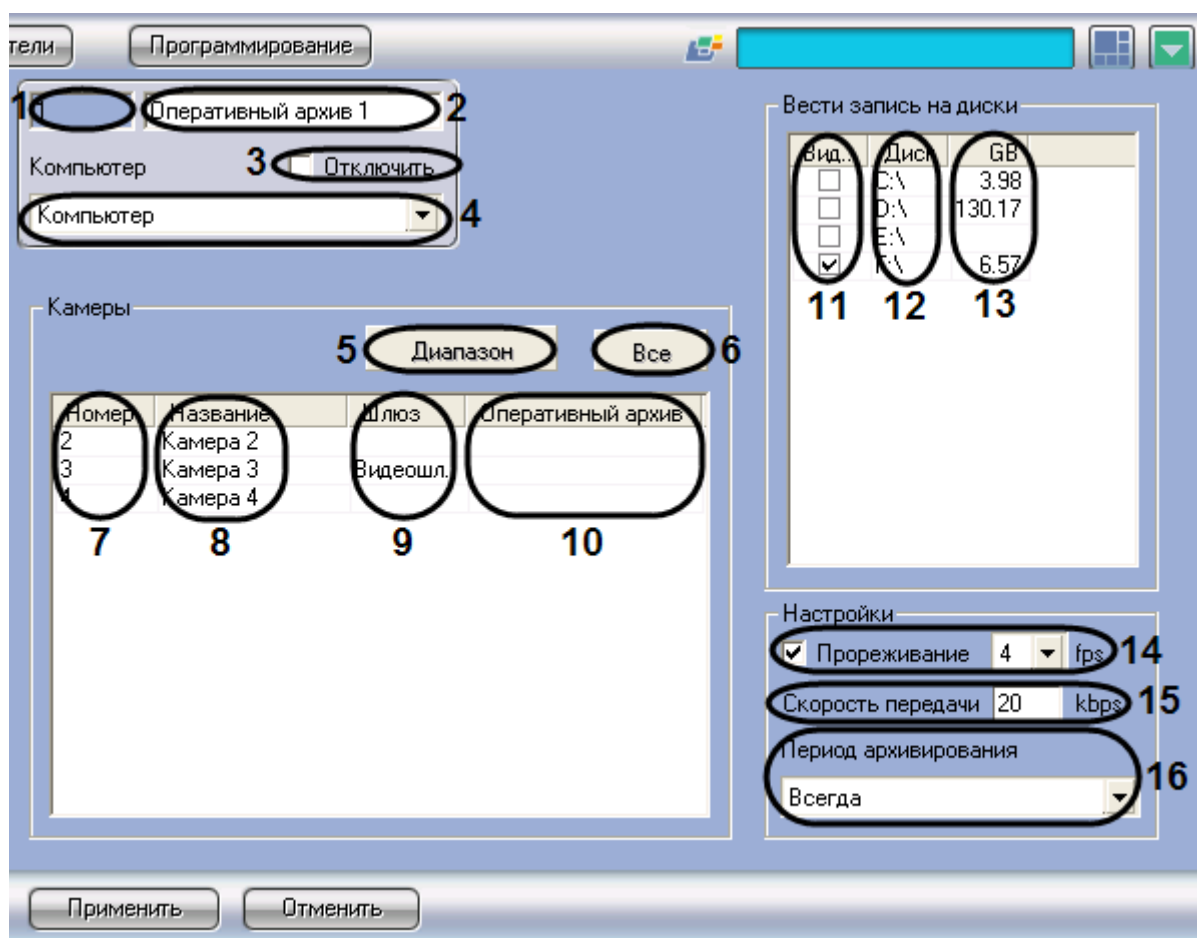 тели Программирование
1 1 Оперативный архив 1 2
Компьютер 3 Отключить
Компьютер 4
Камеры
5 Диапазон Все 6
Номер Название Шлюз Оперативный архив
2 Камера 2
3 Камера 3 Видеошл.
4 Камера 4
7 8 9 10
Вести запись на диски
Вид.. Диск GB
C:\ 3.98
D:\ 130.17
E:\
F:\ 6.57
11 12 13
Настройки
Прореживание 4 fps 14
Скорость передачи 20 kbps 15
Период архивирования
Всегда 16
Применить Отменить